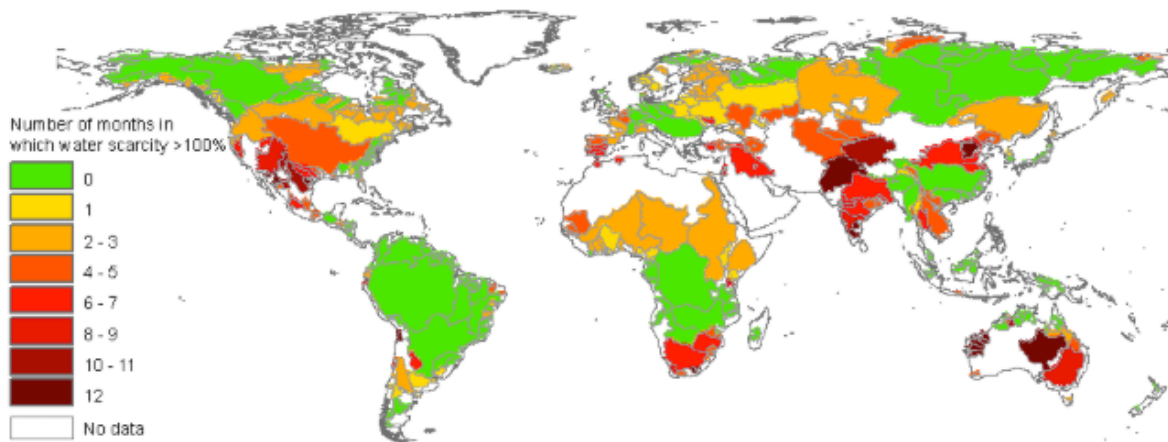 Number of months in
which water scarcity >100%
0
1
2 - 3
4 - 5
6 - 7
8 - 9
10 - 11
12
No data